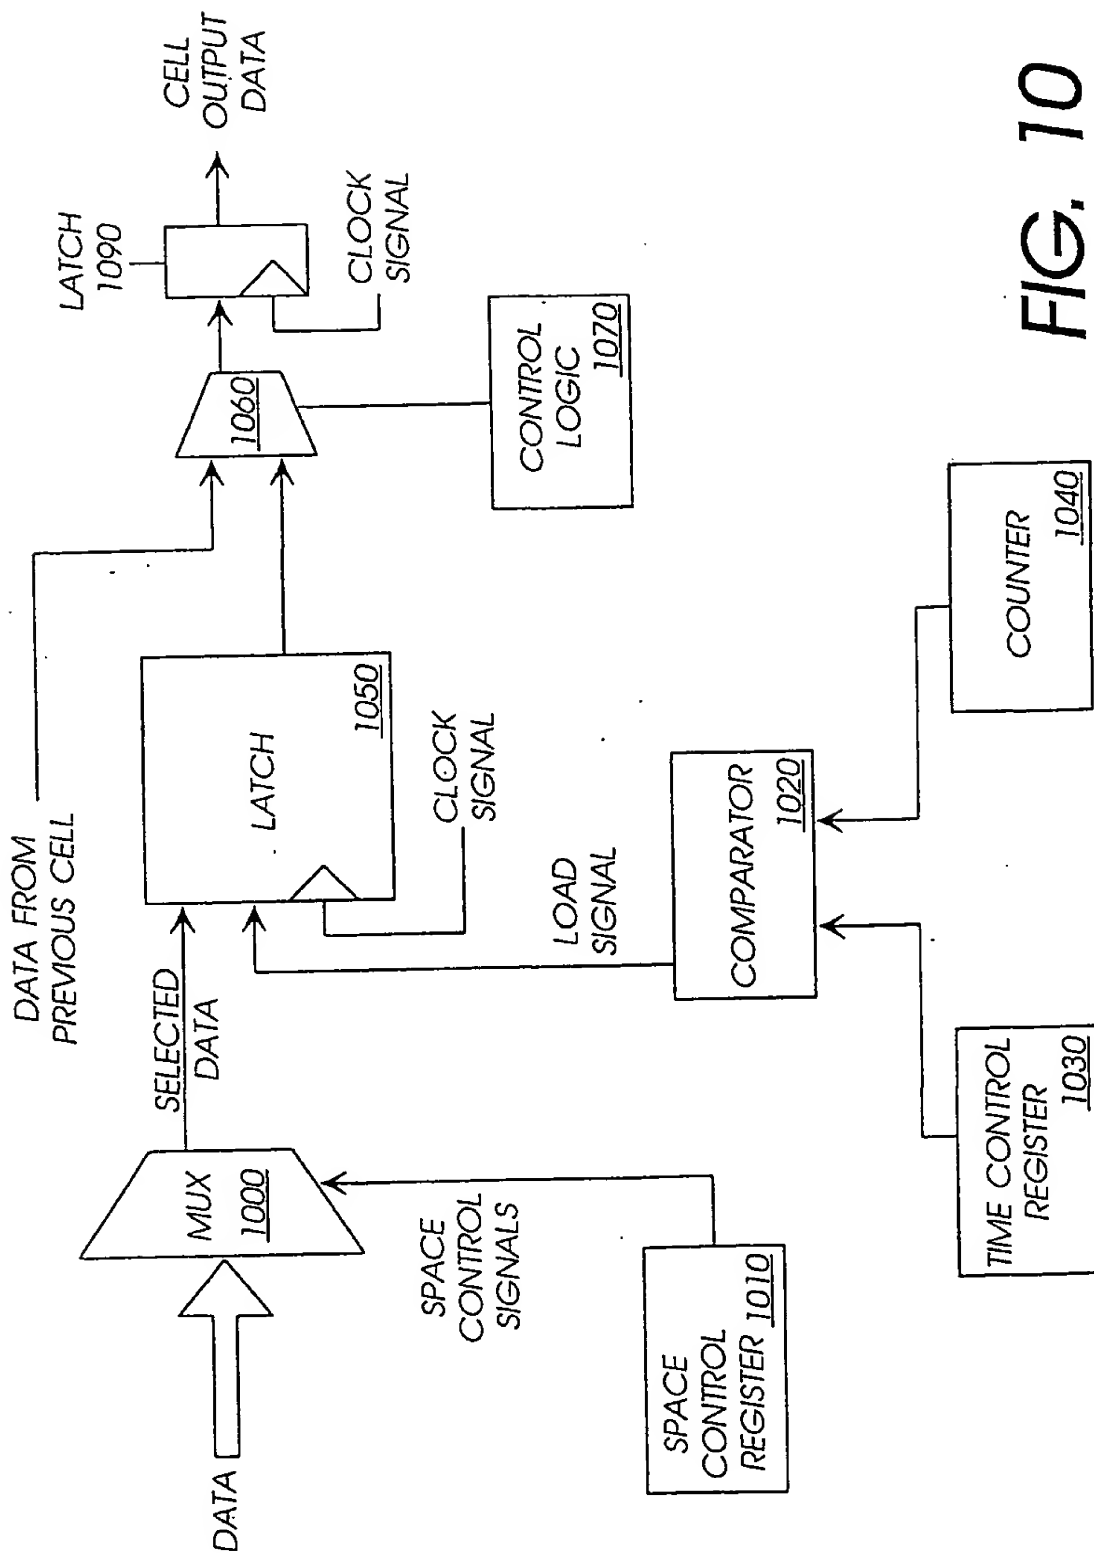 DATA
MUX
1000
SPACE
CONTROL
SIGNALS
SPACE
CONTROL
REGISTER 1010
SELECTED
DATA
DATA FROM
PREVIOUS CELL
LATCH
1050
CLOCK
SIGNAL
LOAD
SIGNAL
COMPARATOR
1020
TIME CONTROL
REGISTER
1030
COUNTER
1040
1060
CONTROL
LOGIC
1070
LATCH
1090
CLOCK
SIGNAL
CELL
OUTPUT
DATA
FIG. 10